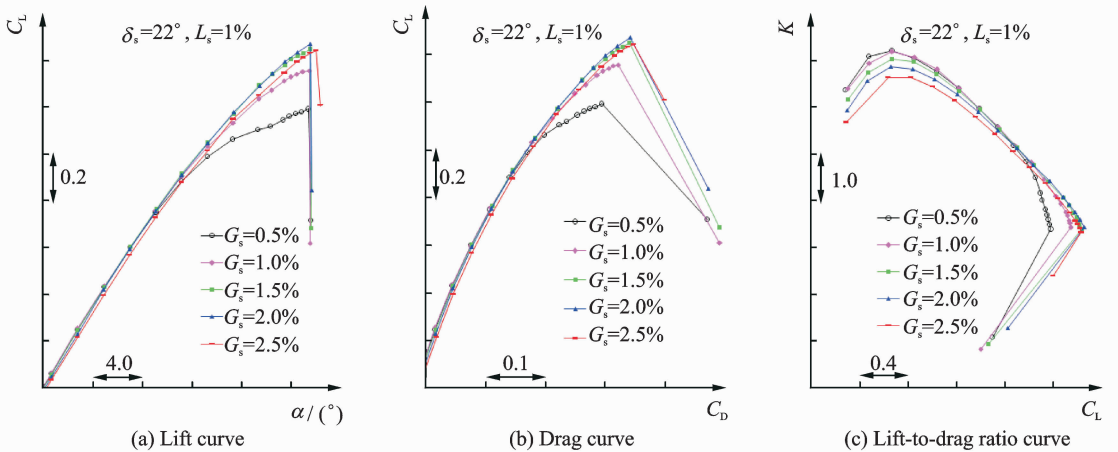 C_L
δ_s=22°, L_s=1%
0.2
G_s=0.5%
G_s=1.0%
G_s=1.5%
G_s=2.0%
G_s=2.5%
4.0
α/(°)
(a) Lift curve
C_L
δ_s=22°, L_s=1%
0.2
G_s=0.5%
G_s=1.0%
G_s=1.5%
G_s=2.0%
G_s=2.5%
0.1
C_D
(b) Drag curve
K
δ_s=22°, L_s=1%
1.0
G_s=0.5%
G_s=1.0%
G_s=1.5%
G_s=2.0%
G_s=2.5%
0.4
C_L
(c) Lift-to-drag ratio curve